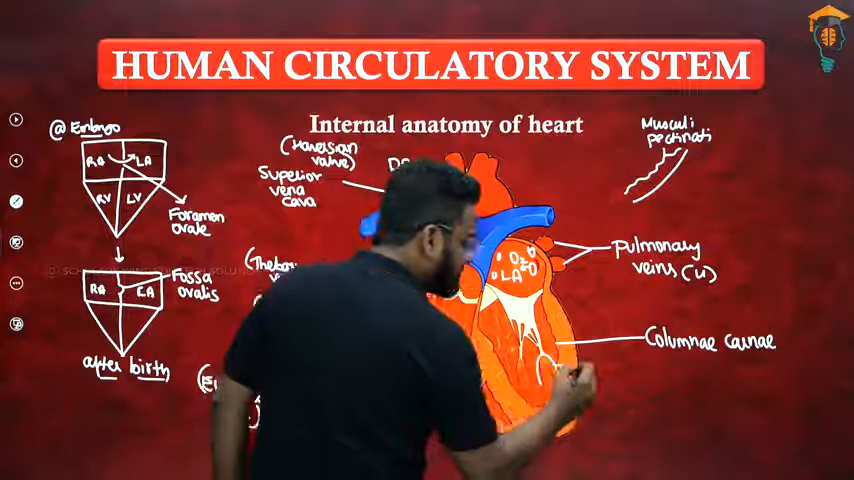 HUMAN CIRCULATORY SYSTEM
Internal anatomy of heart
@ Embryo
RA LA
RV LV
Foramen
ovale
RA LA
Fossa
ovalis
after birth
(Haversian
valve)
Superior
vena
cava
Musculi
pectinati
LA
Pulmonary
veins (4)
Columnae carnae